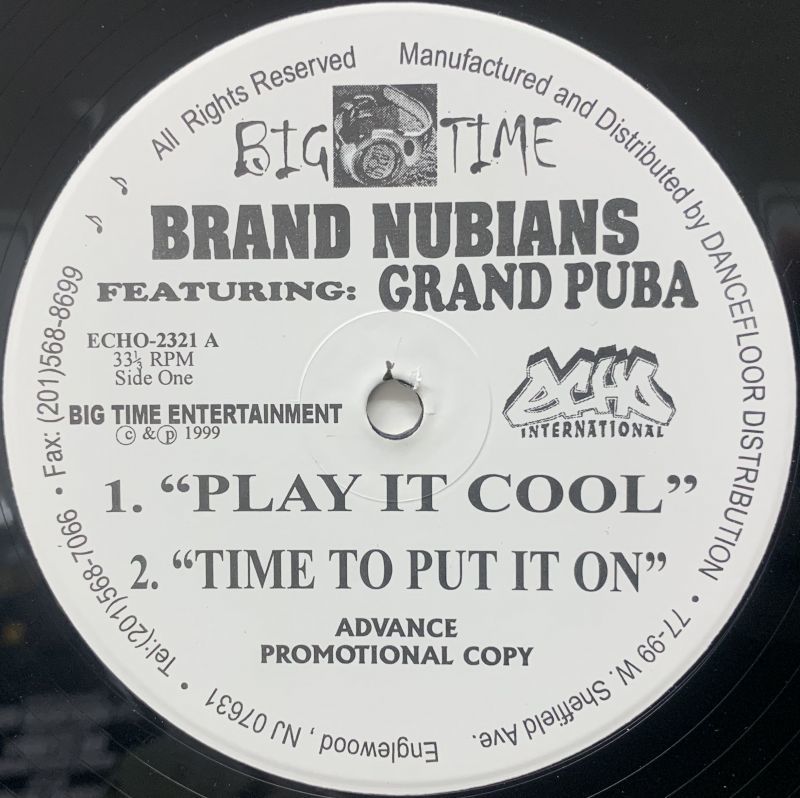 All Rights Reserved
Manufactured and Distributed by DANCEFLOOR DISTRIBUTION • 77-99 W. Sheffield Ave. Englewood, NJ 07631 • Tel:(201)568-7066 • Fax: (201)568-8699
BIG TIME
BRAND NUBIANS
FEATURING: GRAND PUBA
ECHO-2321 A
33⅓ RPM
Side One
BIG TIME ENTERTAINMENT
© & ℗ 1999
ECHO
INTERNATIONAL
1. “PLAY IT COOL”
2. “TIME TO PUT IT ON”
ADVANCE
PROMOTIONAL COPY